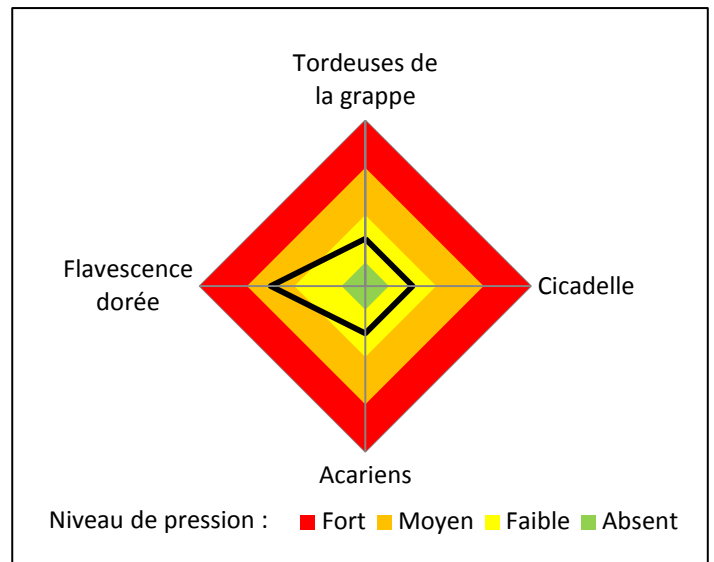 Tordeuses de
la grappe
Flavescence
dorée
Cicadelle
Acariens
Niveau de pression : Fort Moyen Faible Absent